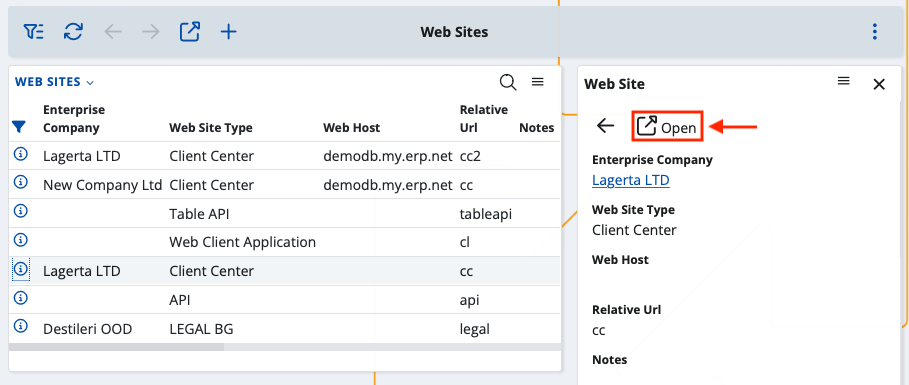 Web Sites
WEB SITES
Enterprise Company Web Site Type Web Host Relative Url Notes
Lagerta LTD Client Center demodb.my.erp.net cc2
New Company Ltd Client Center demodb.my.erp.net cc
Table API tableapi
Web Client Application cl
Lagerta LTD Client Center cc
API api
Destileri OOD LEGAL BG legal
Web Site
Open
Enterprise Company
Lagerta LTD
Web Site Type
Client Center
Web Host
Relative Url
cc
Notes